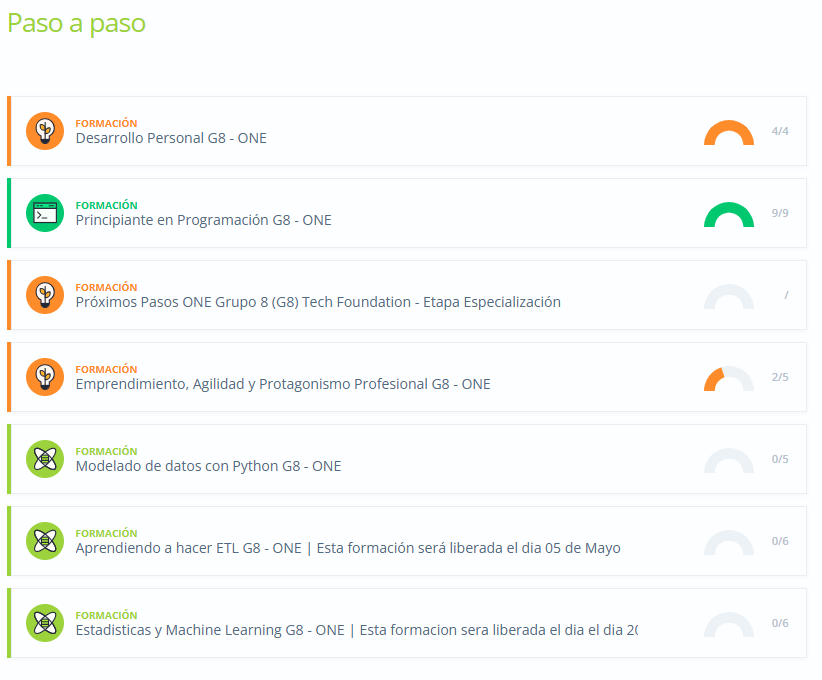 Paso a paso
FORMACIÓN
Desarrollo Personal G8 - ONE
4/4
FORMACIÓN
Principiante en Programación G8 - ONE
9/9
FORMACIÓN
Próximos Pasos ONE Grupo 8 (G8) Tech Foundation - Etapa Especialización
/
FORMACIÓN
Emprendimiento, Agilidad y Protagonismo Profesional G8 - ONE
2/5
FORMACIÓN
Modelado de datos con Python G8 - ONE
0/5
FORMACIÓN
Aprendiendo a hacer ETL G8 - ONE | Esta formación será liberada el dia 05 de Mayo
0/6
FORMACIÓN
Estadisticas y Machine Learning G8 - ONE | Esta formacion sera liberada el dia el dia
0/6